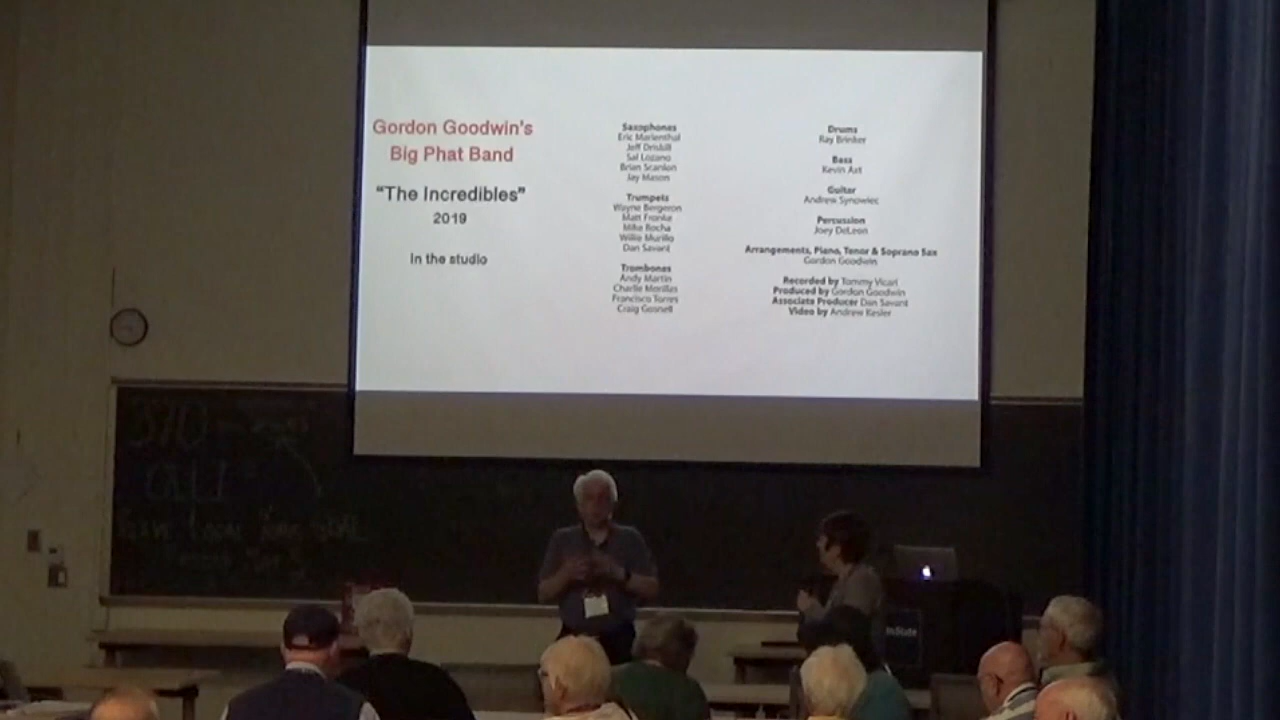 Gordon Goodwin's
Big Phat Band
"The Incredibles"
2019
In the studio
Saxophones
Eric Marienthal
Jeff Driskill
Sal Lozano
Brian Scanlon
Jay Mason
Trumpets
Wayne Bergeron
Matt Fronke
Mike Rocha
Willie Murillo
Dan Savant
Trombones
Andy Martin
Charlie Morillas
Francisco Torres
Craig Gosnell
Drums
Ray Brinker
Bass
Kevin Axt
Guitar
Andrew Synowiec
Percussion
Joey DeLeon
Arrangements, Piano, Tenor & Soprano Sax
Gordon Goodwin
Recorded by Tommy Vicari
Produced by Gordon Goodwin
Associate Producer Dan Savant
Video by Andrew Kesler
370
OLLI